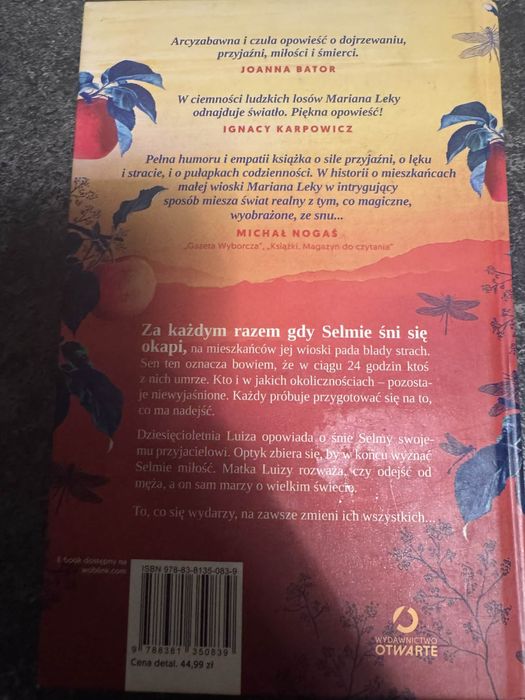 Arcyzabawna i czuła opowieść o dojrzewaniu,
przyjaźni, miłości i śmierci.
JOANNA BATOR
W ciemności ludzkich losów Mariana Leky
odnajduje światło. Piękna opowieść!
IGNACY KARPOWICZ
Pełna humoru i empatii książka o sile przyjaźni, o lęku
i stracie, i o pułapkach codzienności. W historii o mieszkańcach
małej wioski Mariana Leky w intrygujący
sposób miesza świat realny z tym, co magiczne,
wyobrażone, ze snu...
MICHAŁ NOGAŚ
„Gazeta Wyborcza”, „Książki. Magazyn do czytania”
Za każdym razem gdy Selmie śni się
okapi, na mieszkańców jej wioski pada blady strach.
Sen ten oznacza bowiem, że w ciągu 24 godzin ktoś
z nich umrze. Kto i w jakich okolicznościach – pozosta-
je niewyjaśnione. Każdy próbuje przygotować się na to,
co ma nadejść.
Dziesięcioletnia Luiza opowiada o śnie Selmy swoje-
mu przyjacielowi. Optyk zbiera się, by w końcu wyznać
Selmie miłość. Matka Luizy rozważa, czy odejść od
męża, a on sam marzy o wielkim świecie.
To, co się wydarzy, na zawsze zmieni ich wszystkich...
E-book dostępny na
woblink.com
ISBN 978-83-8135-083-9
9 788381 350839
Cena detal. 44,99 zł
WYDAWNICTWO
OTWARTE